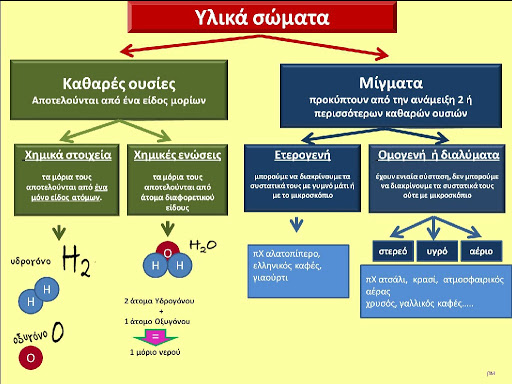 Υλικά σώματα
Καθαρές ουσίες
Αποτελούνται από ένα είδος μορίων
Μίγματα
προκύπτουν από την ανάμειξη 2 ή
περισσότερων καθαρών ουσιών
Χημικά στοιχεία
τα μόρια τους
αποτελούνται από ένα
μόνο είδος ατόμων.
Χημικές ενώσεις
τα μόρια τους
αποτελούνται από
άτομα διαφορετικού
είδους
Ετερογενή
μπορούμε να διακρίνουμε τα
συστατικά τους με γυμνό μάτι ή
με το μικροσκόπιο
Ομογενή ή διαλύματα
έχουν ενιαία σύσταση, δεν μπορούμε
να διακρίνουμε τα συστατικά τους
ούτε με μικροσκόπιο
υδρογόνο H2
H
H
οξυγόνο O
O
O
H H
H2O
2 άτομα Υδρογόνου
+
1 άτομο Οξυγόνου
=
1 μόριο νερού
πΧ αλατοπίπερο,
ελληνικός καφές,
γιαούρτι
στερεό
υγρό
αέριο
πΧ ατσάλι, κρασί, ατμοσφαιρικός
αέρας
χρυσός, γαλλικός καφές.....